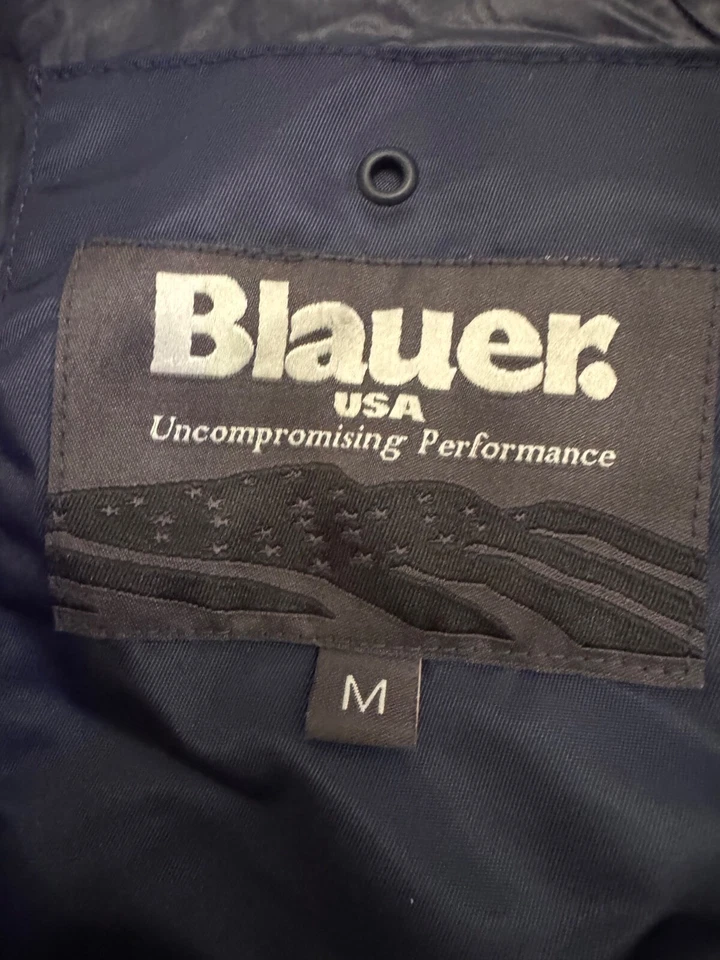 Blauer.
USA
Uncompromising Performance
M